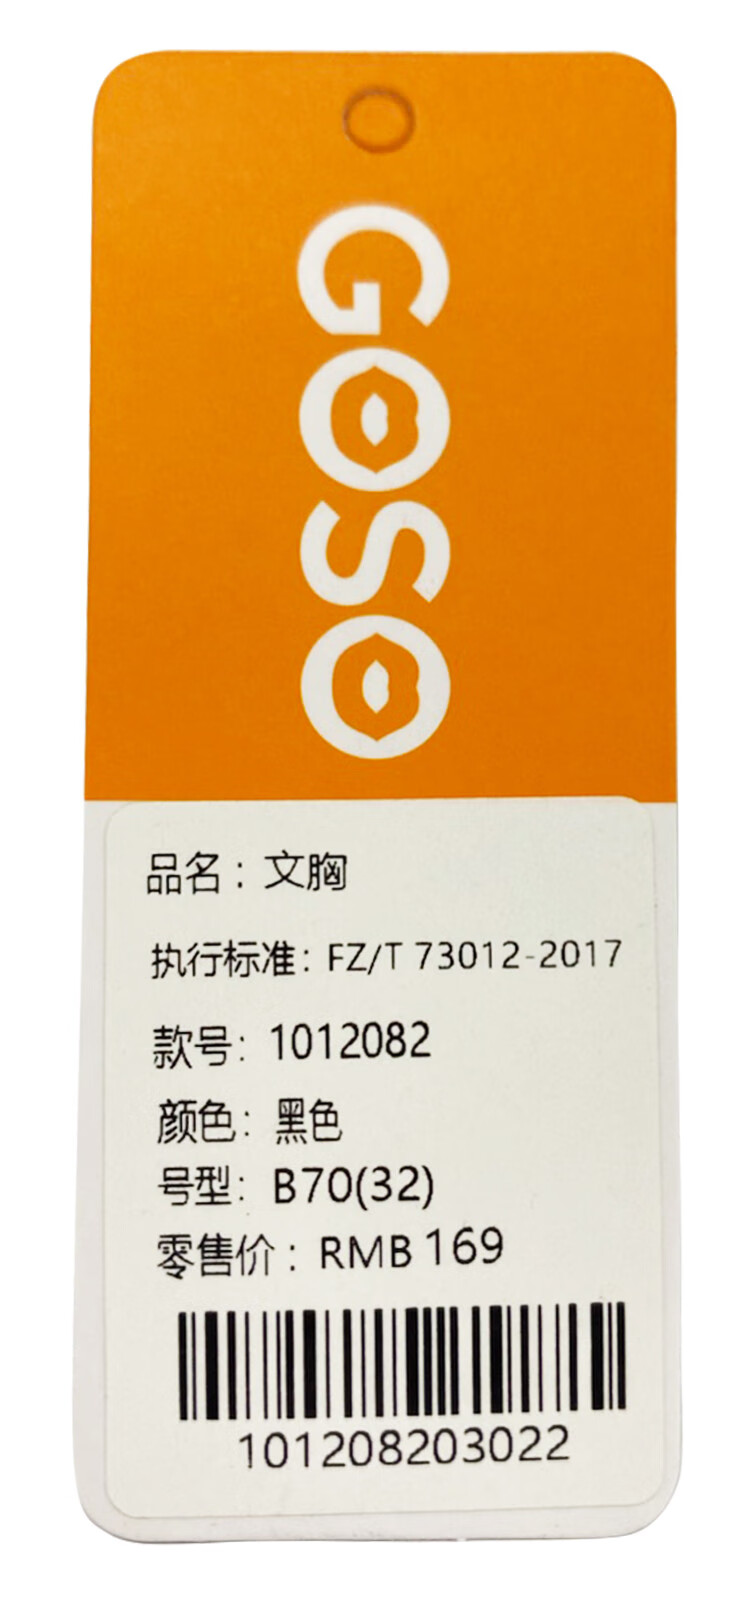 GOSO
品名：文胸
执行标准：FZ/T 73012-2017
款号：1012082
颜色：黑色
号型：B70(32)
零售价：RMB 169
101208203022